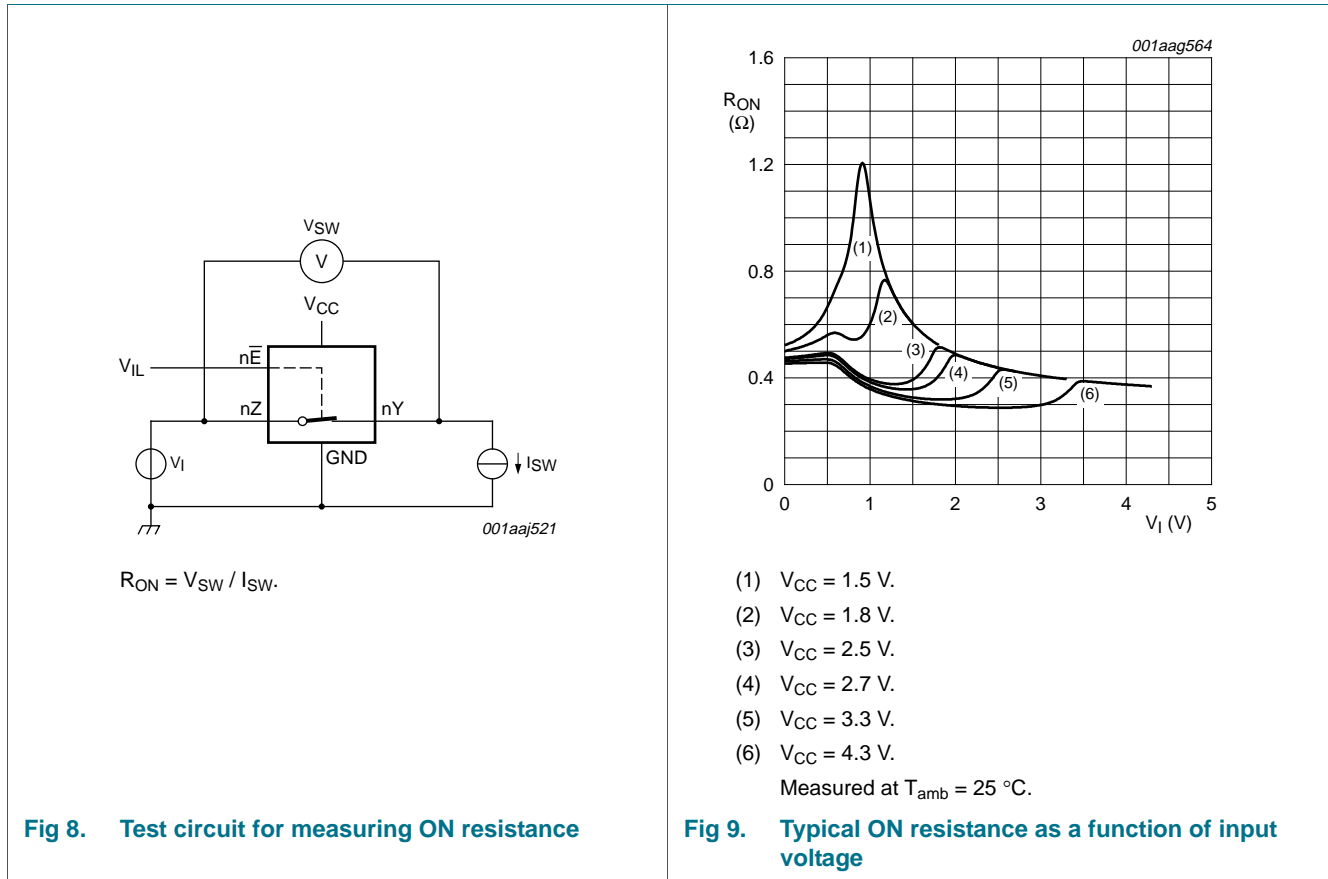 VSW
V
VCC
VIL
nE
nZ
nY
VI
GND
ISW
001aaj521
RON = VSW / ISW.
Fig 8. Test circuit for measuring ON resistance
001aag564
1.6
RON
(Ω)
1.2
0.8
0.4
0
(1)
(2)
(3)
(4)
(5)
(6)
0 1 2 3 4 5
VI (V)
(1) VCC = 1.5 V.
(2) VCC = 1.8 V.
(3) VCC = 2.5 V.
(4) VCC = 2.7 V.
(5) VCC = 3.3 V.
(6) VCC = 4.3 V.
Measured at Tamb = 25 °C.
Fig 9. Typical ON resistance as a function of input
voltage